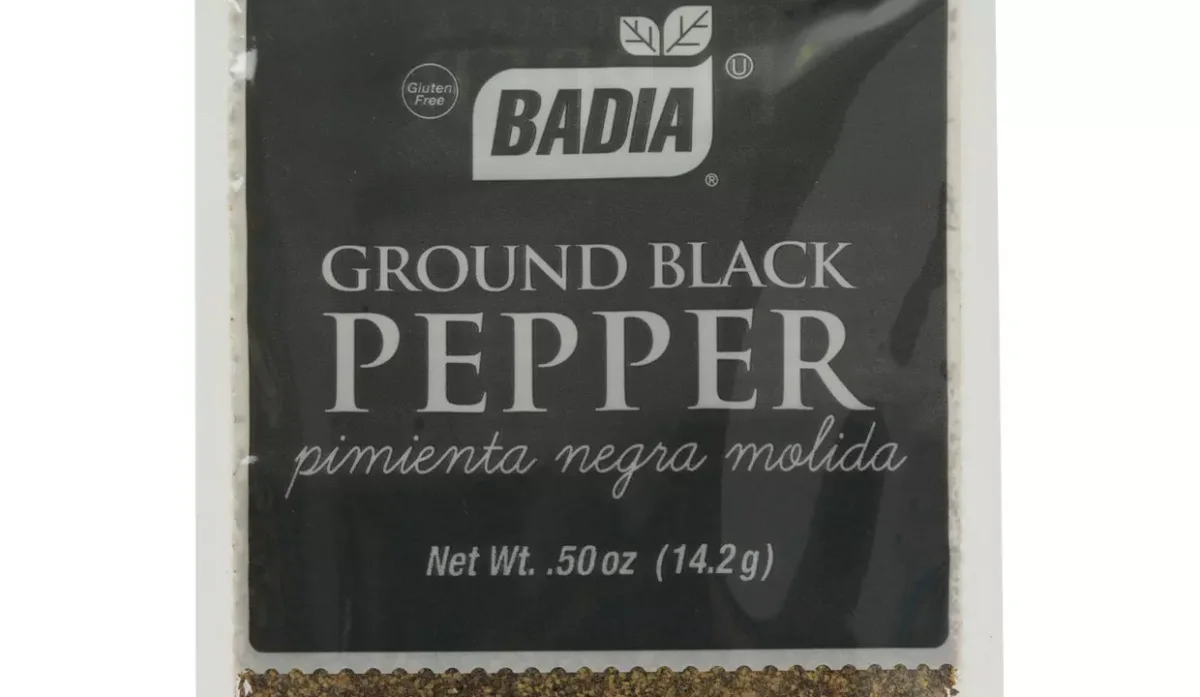 Gluten
Free
U
BADIA
®
GROUND BLACK
PEPPER
pimienta negra molida
Net Wt. .50 oz (14.2 g)